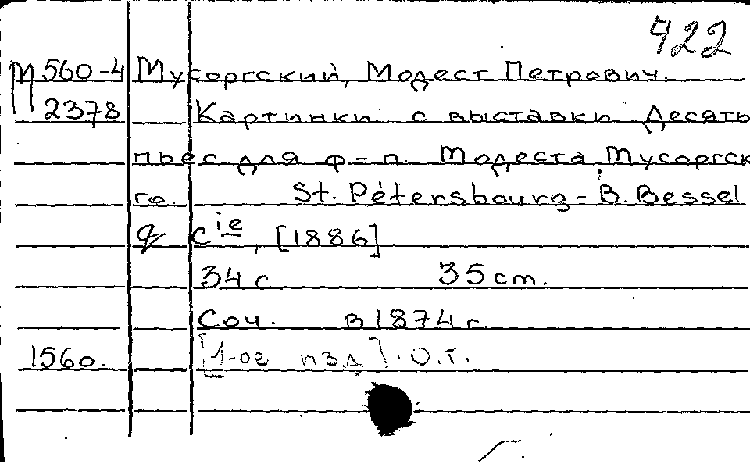 422
М 560-4 Мусоргский, Модест Петрович.
2378 Картинки с выставки Десять
пьес для ф-п. Модеста Мусоргск
го. St. Pétersbourg - B. Bessel
& Cie, [1886]
34 с 35 cm.
Соч. в 1874 г
1560. [1-ое изд]. О.т.